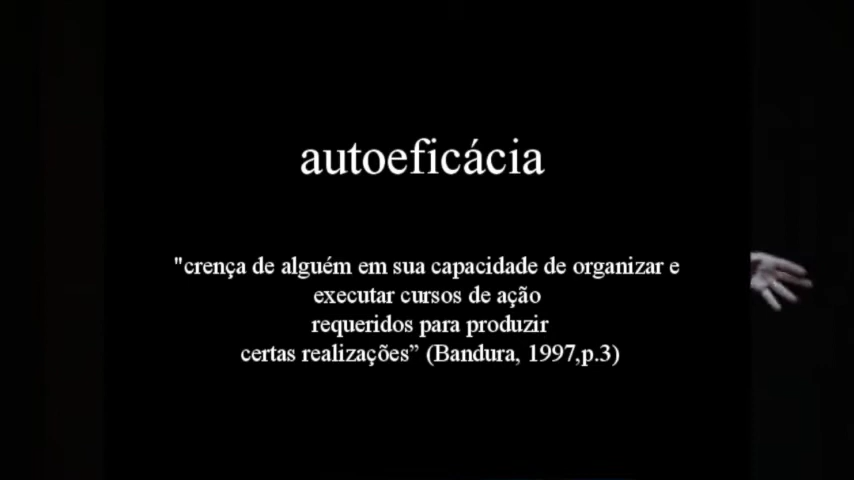 autoeficácia
"crença de alguém em sua capacidade de organizar e
executar cursos de ação
requeridos para produzir
certas realizações” (Bandura, 1997,p.3)